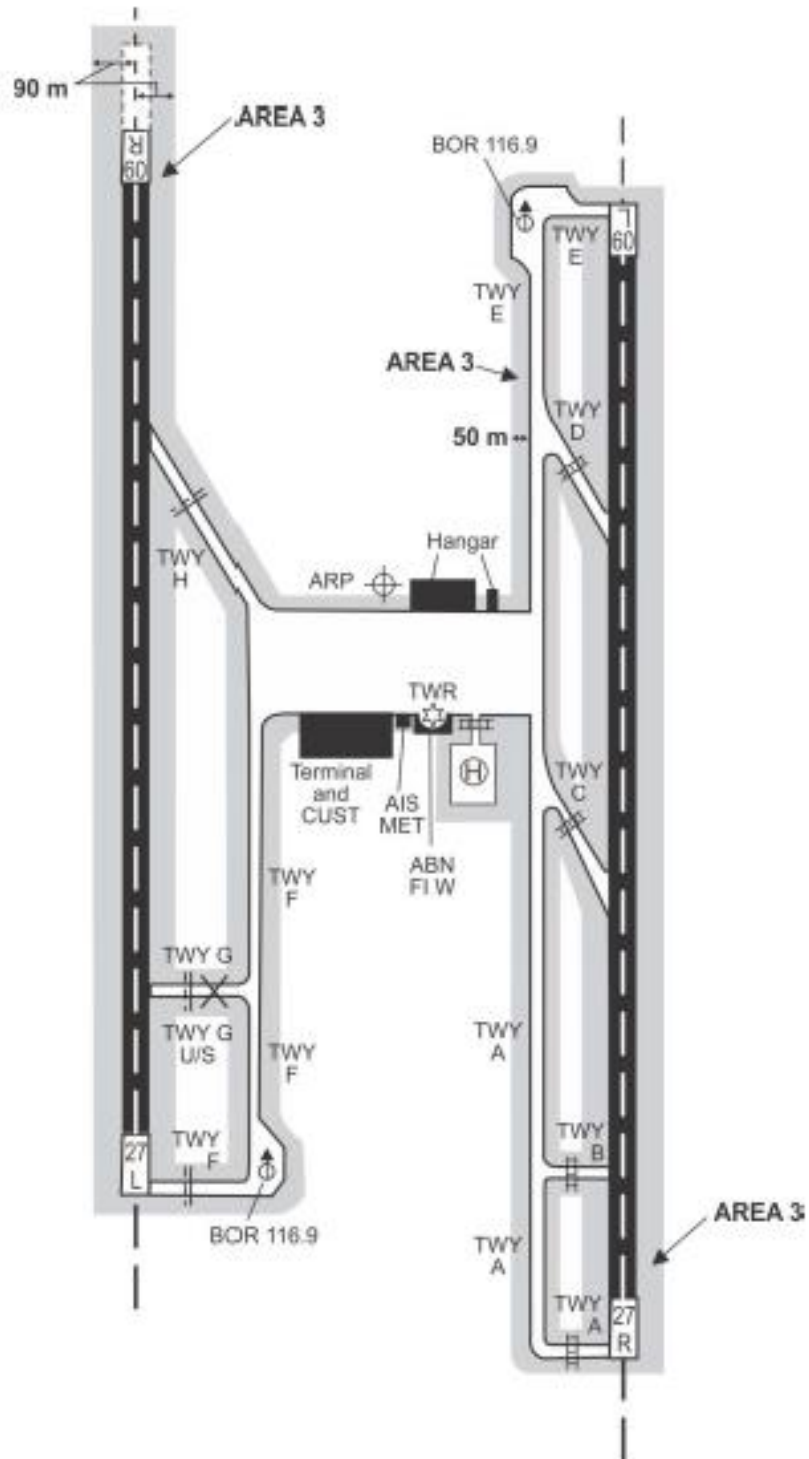 90 m
AREA 3
BOR 116.9
09
R
09
L
TWY
E
TWY
E
AREA 3
TWY
D
50 m
Hangar
ARP
TWY
H
TWR
Terminal
and
CUST
AIS
MET
H
TWY
C
ABN
FI W
TWY
F
TWY G
TWY G
U/S
TWY
F
TWY
A
TWY
F
27
L
TWY
B
BOR 116.9
AREA 3
TWY
A
TWY
A
27
R